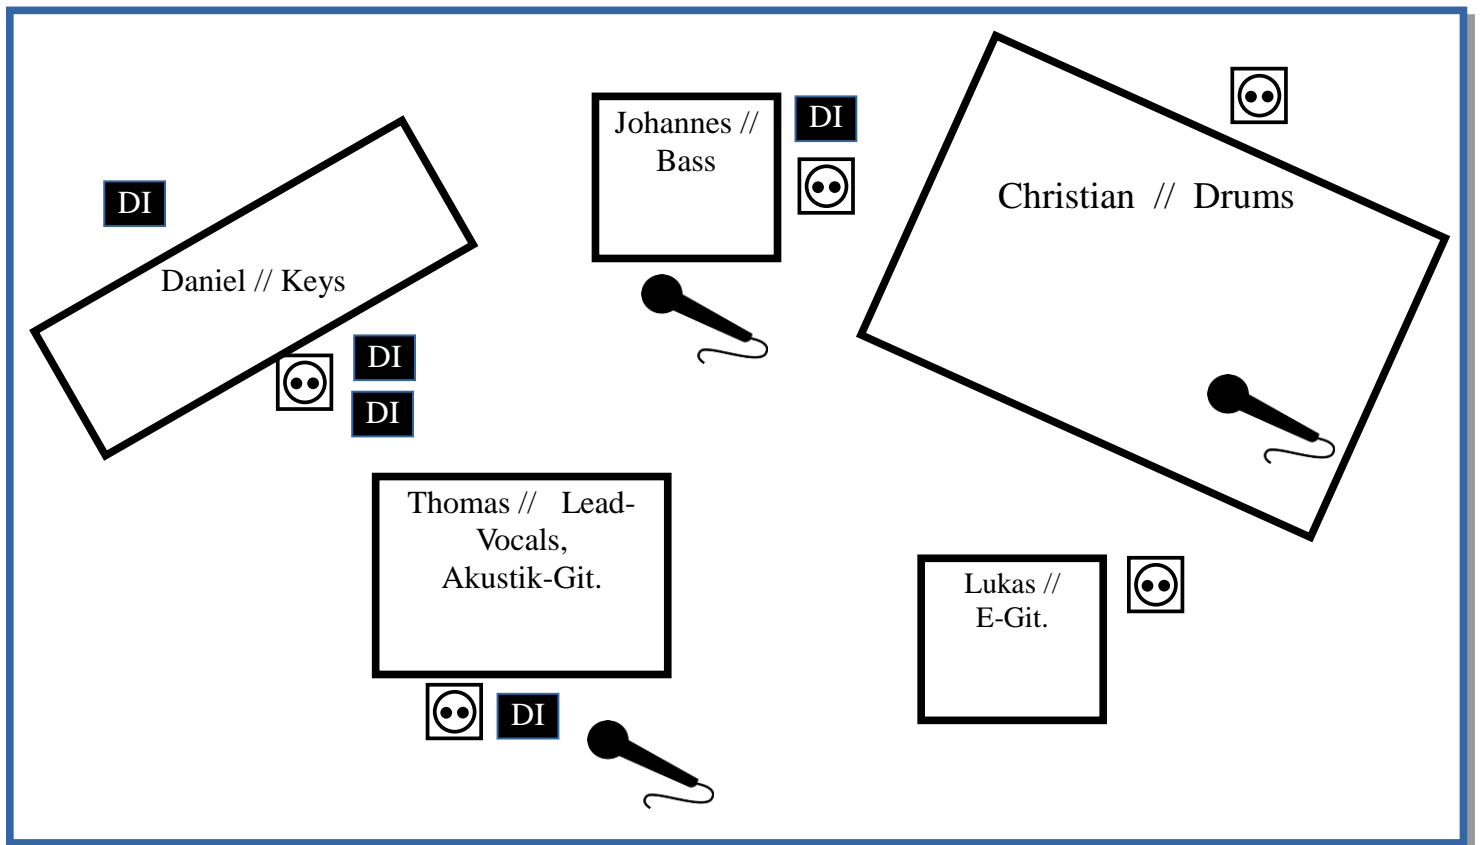 Johannes //
Bass
DI
Christian // Drums
DI
Daniel // Keys
DI
DI
Thomas // Lead-
Vocals,
Akustik-Git.
Lukas //
E-Git.
DI